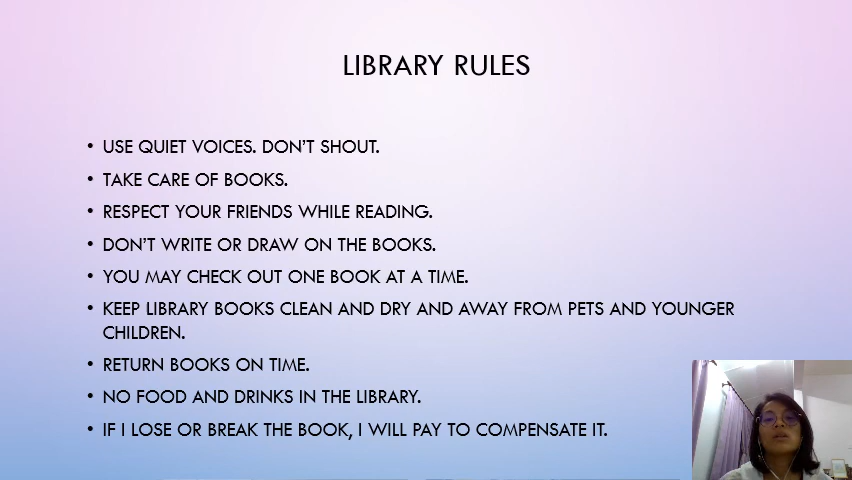 LIBRARY RULES
• USE QUIET VOICES. DON'T SHOUT.
• TAKE CARE OF BOOKS.
• RESPECT YOUR FRIENDS WHILE READING.
• DON'T WRITE OR DRAW ON THE BOOKS.
• YOU MAY CHECK OUT ONE BOOK AT A TIME.
• KEEP LIBRARY BOOKS CLEAN AND DRY AND AWAY FROM PETS AND YOUNGER
CHILDREN.
• RETURN BOOKS ON TIME.
• NO FOOD AND DRINKS IN THE LIBRARY.
• IF I LOSE OR BREAK THE BOOK, I WILL PAY TO COMPENSATE IT.